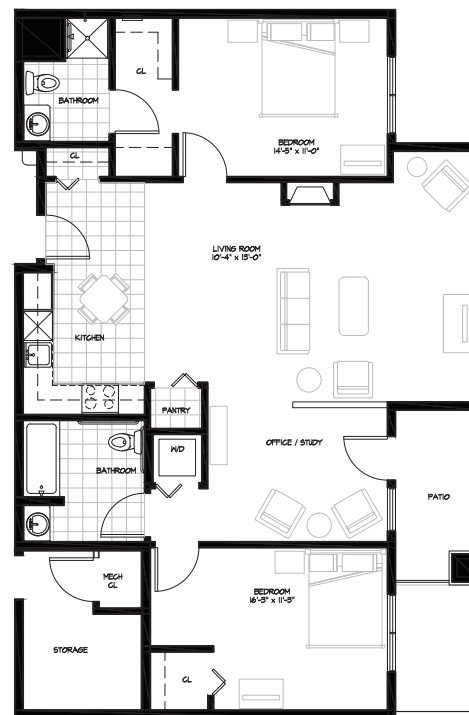 CL
BATHROOM
BEDROOM
14'-5" x 11'-0"
CL
LIVING ROOM
10'-4" x 15'-0"
KITCHEN
PANTRY
OFFICE / STUDY
W/D
BATHROOM
PATIO
MECH
CL
BEDROOM
16'-5" x 11'-5"
STORAGE
CL